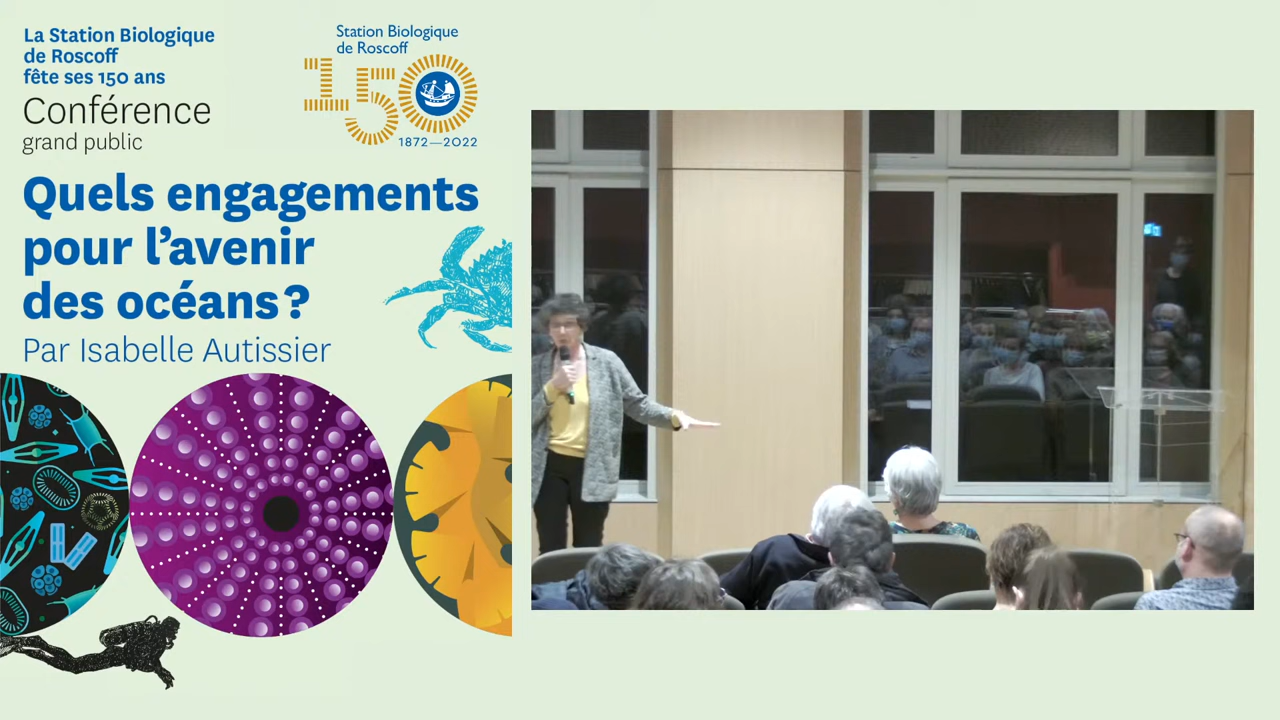 La Station Biologique
de Roscoff
fête ses 150 ans
Conférence
grand public
Station Biologique
de Roscoff
150
1872—2022
Quels engagements
pour l'avenir
des océans ?
Par Isabelle Autissier